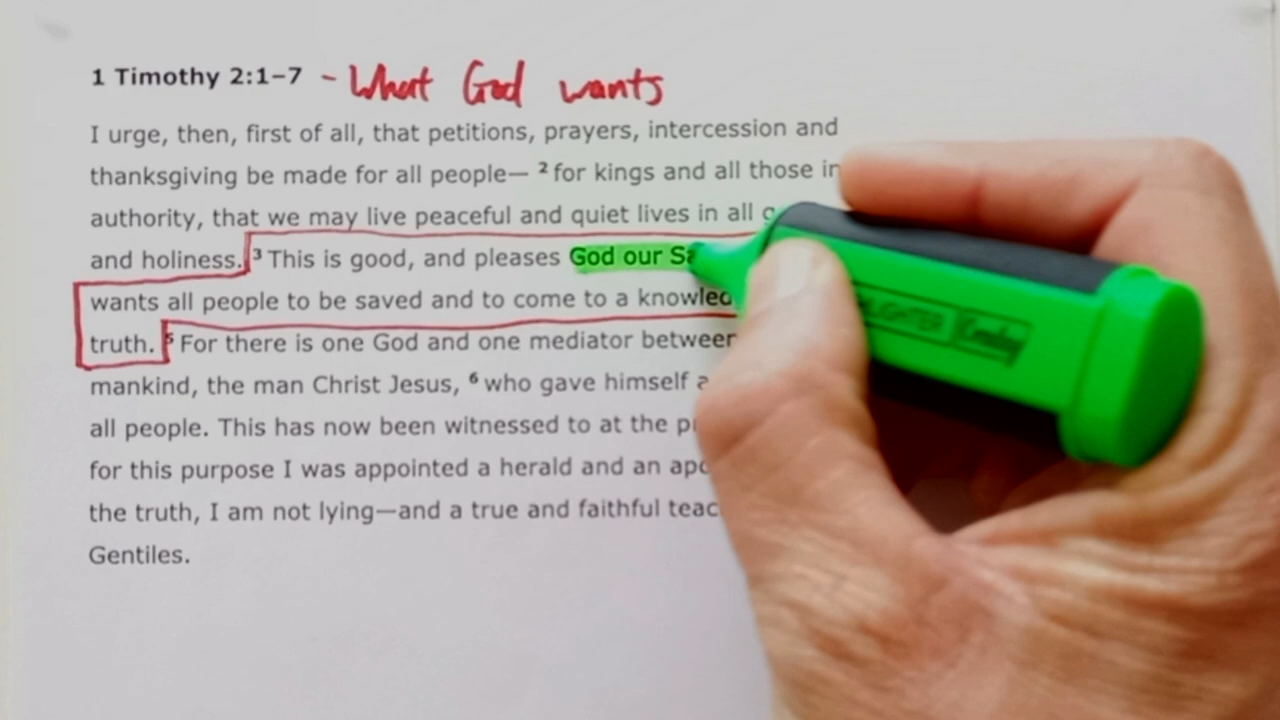 1 Timothy 2:1–7 - What God wants
I urge, then, first of all, that petitions, prayers, intercession and
thanksgiving be made for all people— ² for kings and all those in
authority, that we may live peaceful and quiet lives in all
and holiness. ³ This is good, and pleases God our
wants all people to be saved and to come to a
truth. ⁵ For there is one God and one mediator between
mankind, the man Christ Jesus, ⁶ who gave himself
all people. This has now been witnessed to at the
for this purpose I was appointed a herald and an
the truth, I am not lying—and a true and faithful
Gentiles.